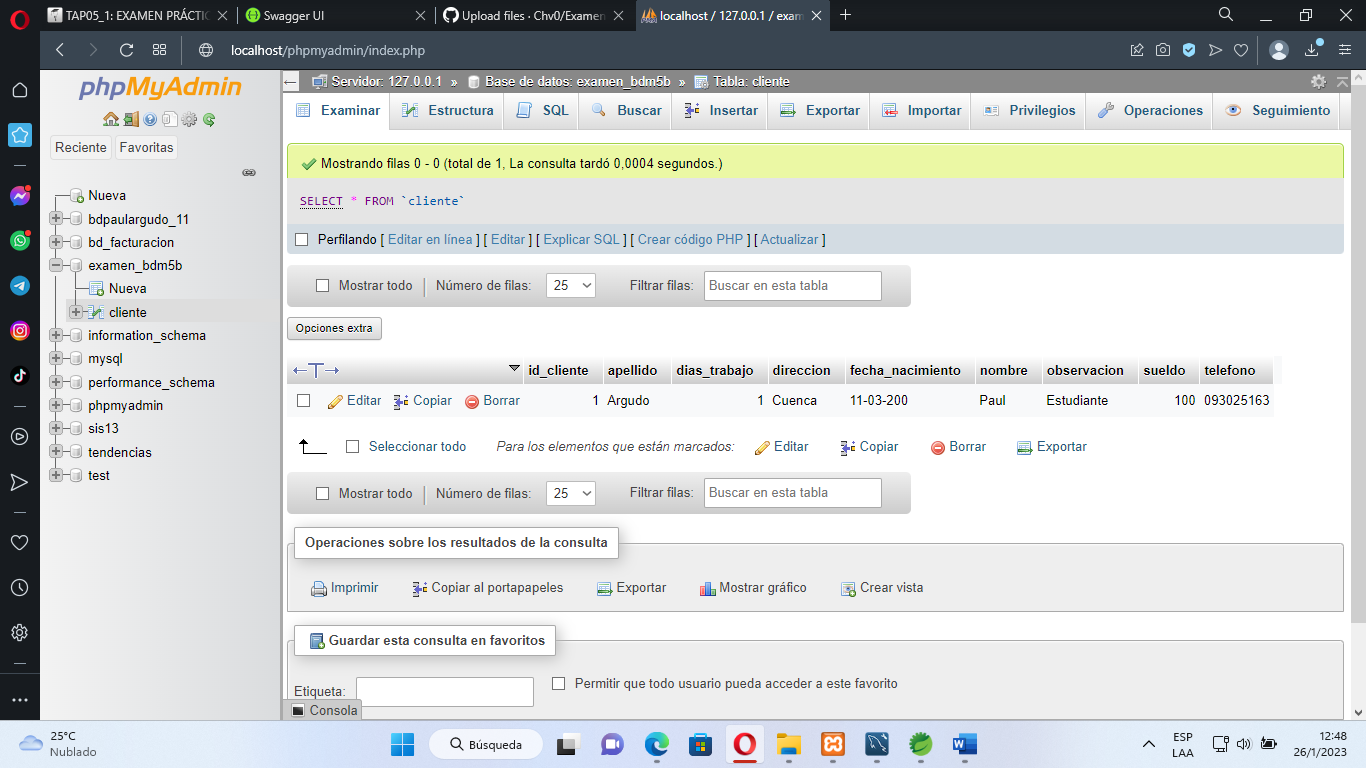 TAP05_1: EXAMEN PRÁCTIC
Swagger UI
Upload files · Chv0/Examen
localhost / 127.0.0.1 / exam
localhost/phpmyadmin/index.php
phpMyAdmin
Reciente
Favoritas
Nueva
bdpaulargudo_11
bd_facturacion
examen_bdm5b
Nueva
cliente
information_schema
mysql
performance_schema
phpmyadmin
sis13
tendencias
test
Servidor: 127.0.0.1 » Base de datos: examen_bdm5b » Tabla: cliente
Examinar Estructura SQL Buscar Insertar Exportar Importar Privilegios Operaciones Seguimiento
Mostrando filas 0 - 0 (total de 1, La consulta tardó 0,0004 segundos.)
SELECT * FROM `cliente`
Perfilando [ Editar en línea ] [ Editar ] [ Explicar SQL ] [ Crear código PHP ] [ Actualizar ]
Mostrar todo Número de filas: 25 Filtrar filas: Buscar en esta tabla
Opciones extra
id_cliente apellido dias_trabajo direccion fecha_nacimiento nombre observacion sueldo telefono
Editar Copiar Borrar 1 Argudo 1 Cuenca 11-03-200 Paul Estudiante 100 093025163
Seleccionar todo Para los elementos que están marcados: Editar Copiar Borrar Exportar
Mostrar todo Número de filas: 25 Filtrar filas: Buscar en esta tabla
Operaciones sobre los resultados de la consulta
Imprimir Copiar al portapapeles Exportar Mostrar gráfico Crear vista
Guardar esta consulta en favoritos
Etiqueta: Permitir que todo usuario pueda acceder a este favorito
Consola
25°C
Nublado
Búsqueda
ESP
LAA
12:48
26/1/2023